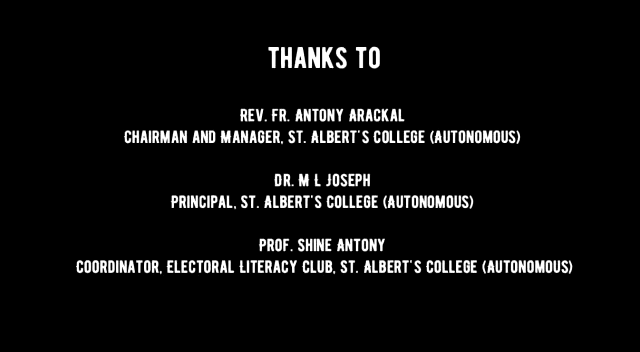 THANKS TO
REV. FR. ANTONY ARACKAL
CHAIRMAN AND MANAGER, ST. ALBERT'S COLLEGE (AUTONOMOUS)
DR. M L JOSEPH
PRINCIPAL, ST. ALBERT'S COLLEGE (AUTONOMOUS)
PROF. SHINE ANTONY
COORDINATOR, ELECTORAL LITERACY CLUB, ST. ALBERT'S COLLEGE (AUTONOMOUS)